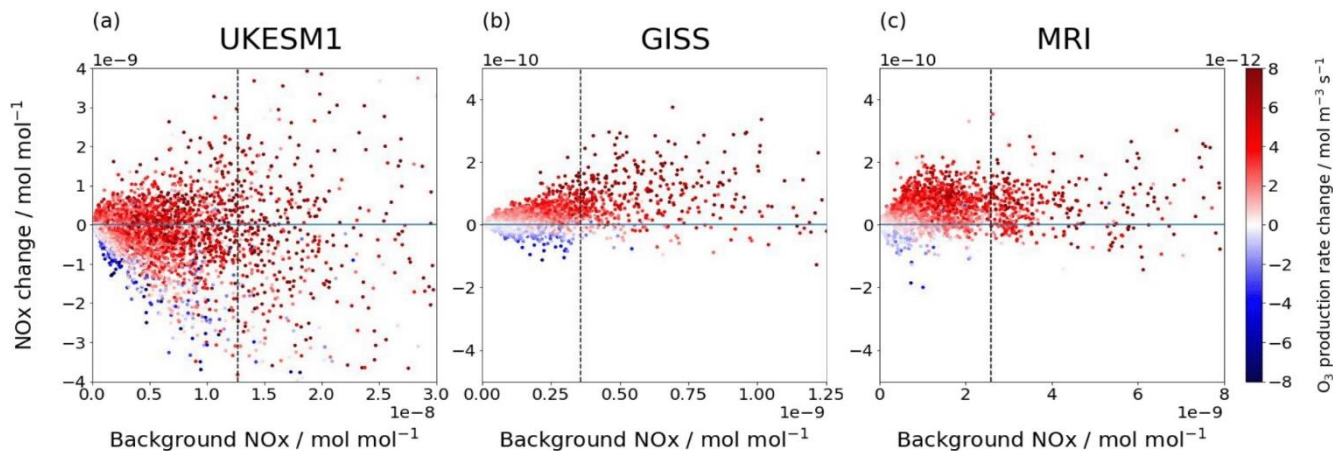 (a) UKESM1
(b) GISS
(c) MRI
1e−9
1e−10
1e−10
1e−12
4
3
2
1
0
−1
−2
−3
−4
NOx change / mol mol⁻¹
0.0 0.5 1.0 1.5 2.0 2.5 3.0
1e−8
Background NOx / mol mol⁻¹
4
2
0
−2
−4
0.00 0.25 0.50 0.75 1.00 1.25
1e−9
Background NOx / mol mol⁻¹
4
2
0
−2
−4
0 2 4 6 8
1e−9
Background NOx / mol mol⁻¹
8
6
4
2
0
−2
−4
−6
−8
O₃ production rate change / mol m⁻³ s⁻¹